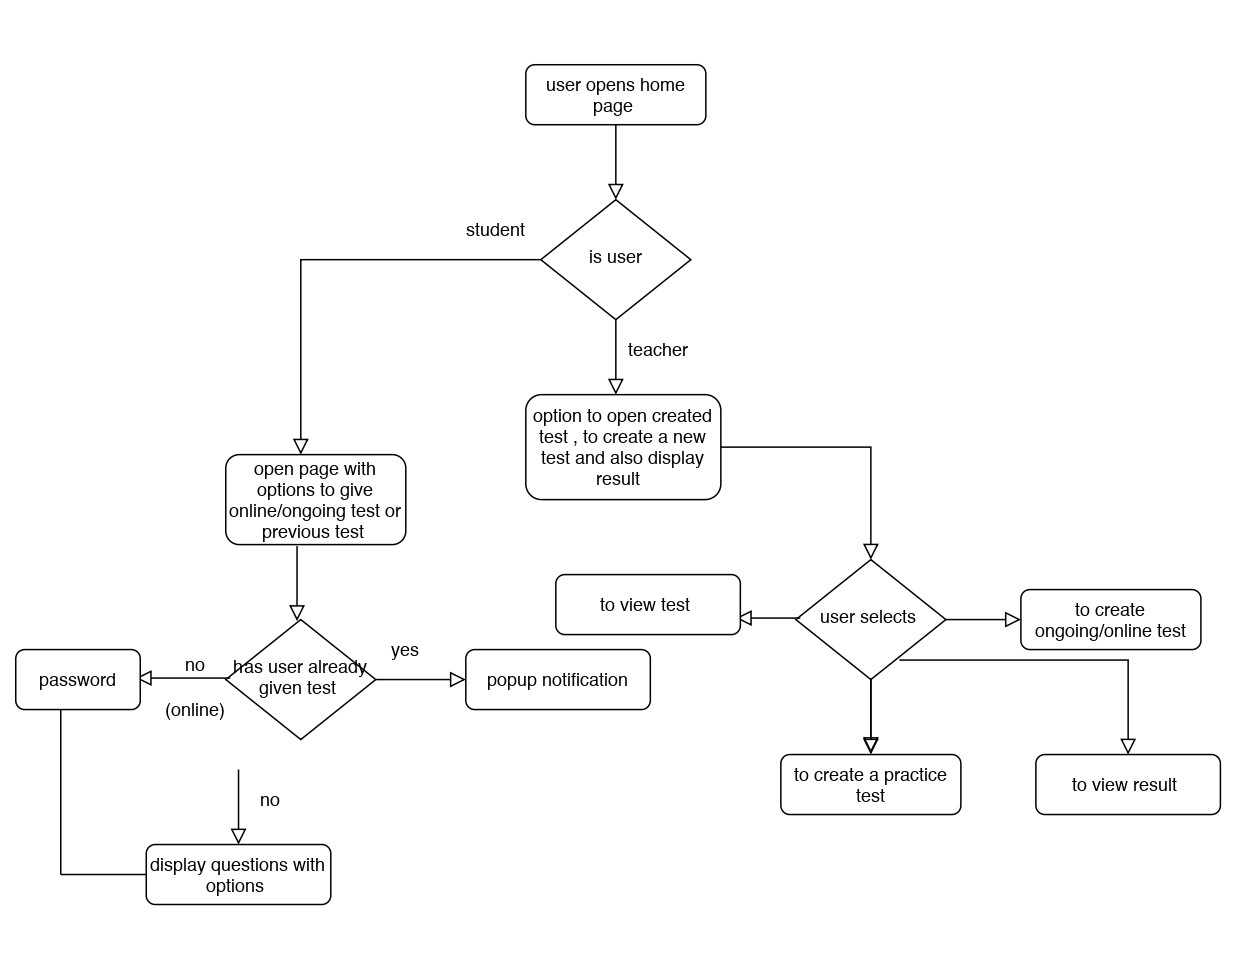 user opens home
page
student
is user
teacher
option to open created
test , to create a new
test and also display
result
open page with
options to give
online/ongoing test or
previous test
to view test
user selects
to create
ongoing/online test
no
has user already
given test
yes
password
popup notification
(online)
to create a practice
test
to view result
no
display questions with
options